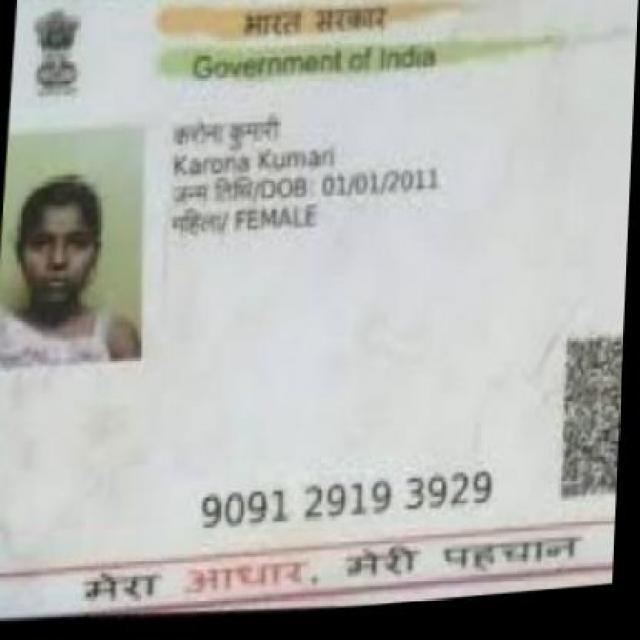 भारत सरकार
Government of India
करोना कुमारी
Karona Kumari
जन्म तिथि/DOB: 01/01/2011
महिला/ FEMALE
9091 2919 3929
मेरा आधार, मेरी पहचान